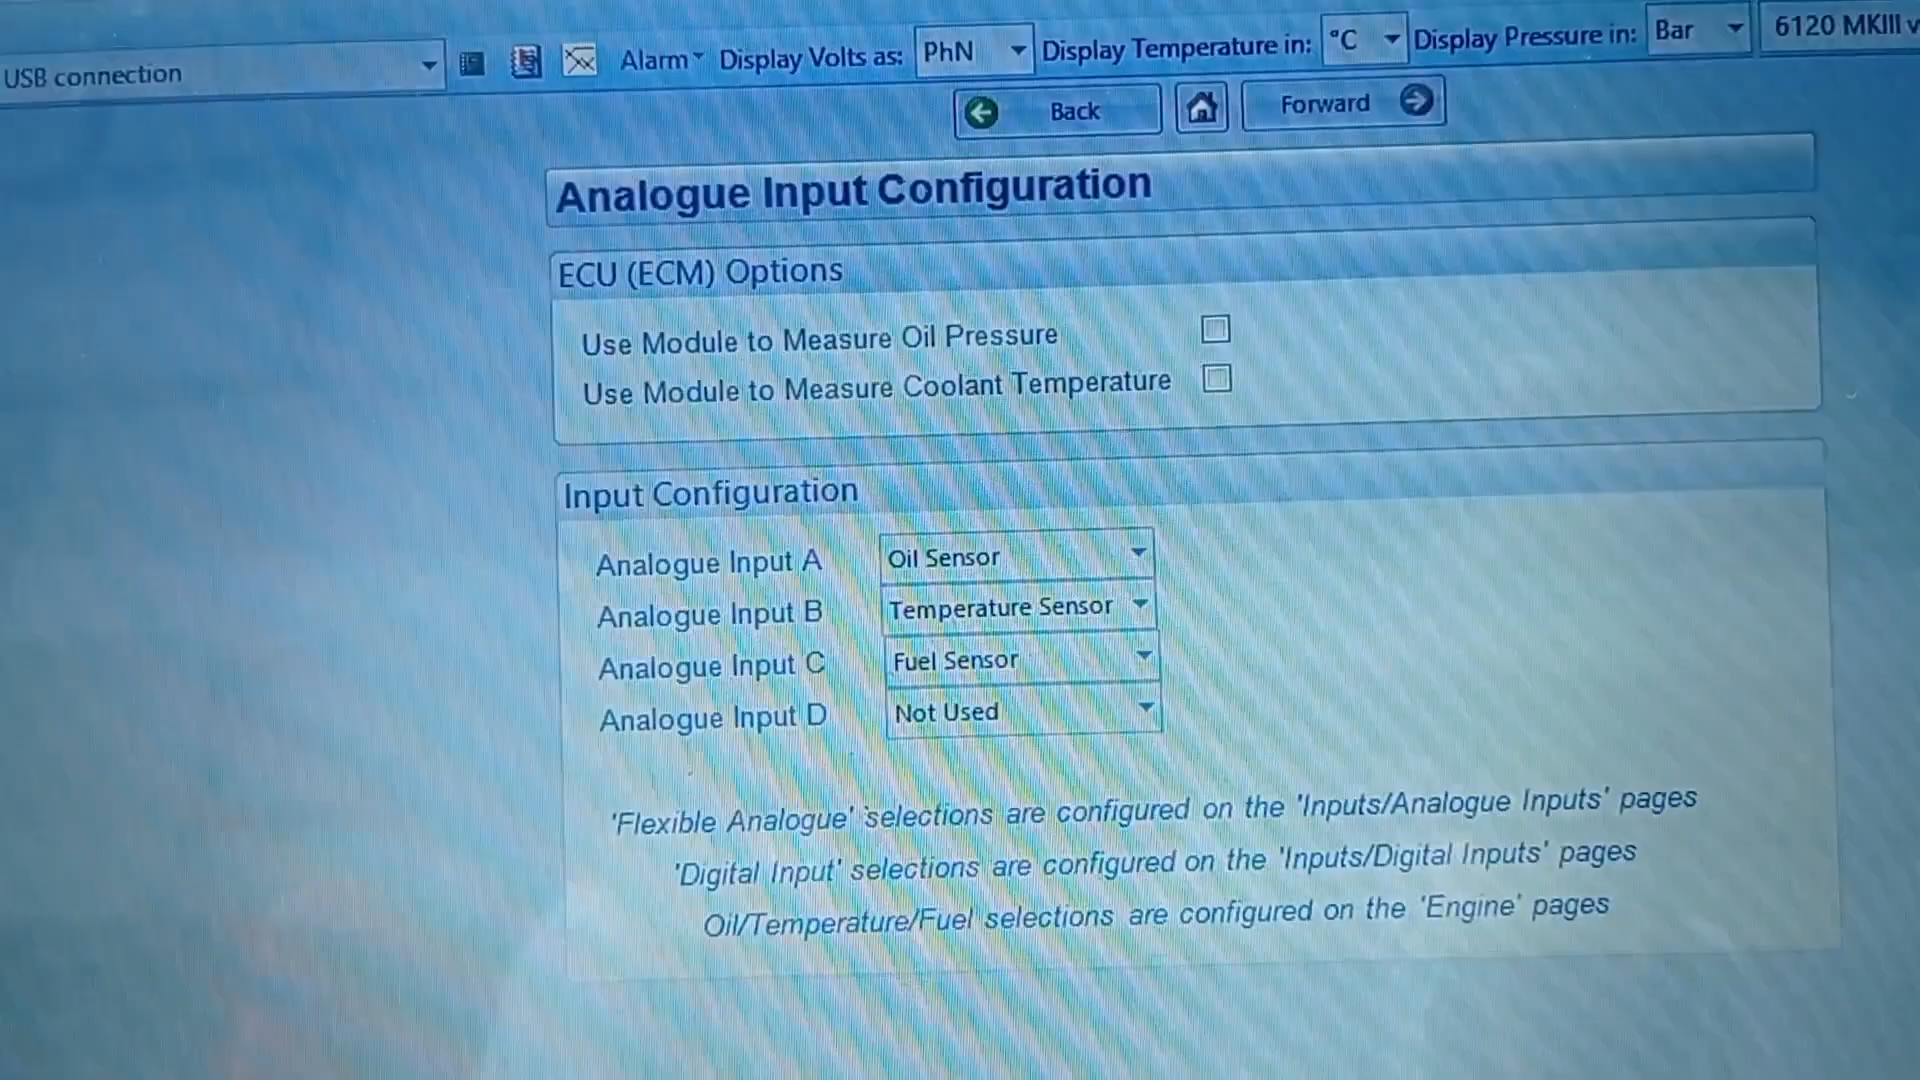 USB connection Alarm Display Volts as: PhN Display Temperature in: °C Display Pressure in: Bar 6120 MKIII v
Back Forward
Analogue Input Configuration
ECU (ECM) Options
Use Module to Measure Oil Pressure
Use Module to Measure Coolant Temperature
Input Configuration
Analogue Input A Oil Sensor
Analogue Input B Temperature Sensor
Analogue Input C Fuel Sensor
Analogue Input D Not Used
'Flexible Analogue' selections are configured on the 'Inputs/Analogue Inputs' pages
'Digital Input' selections are configured on the 'Inputs/Digital Inputs' pages
Oil/Temperature/Fuel selections are configured on the 'Engine' pages